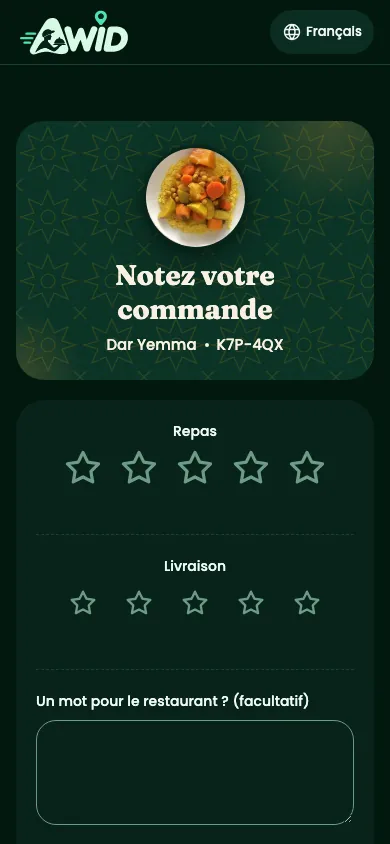 Awid
Français
Notez votre
commande
Dar Yemma • K7P-4QX
Repas
Livraison
Un mot pour le restaurant ? (facultatif)